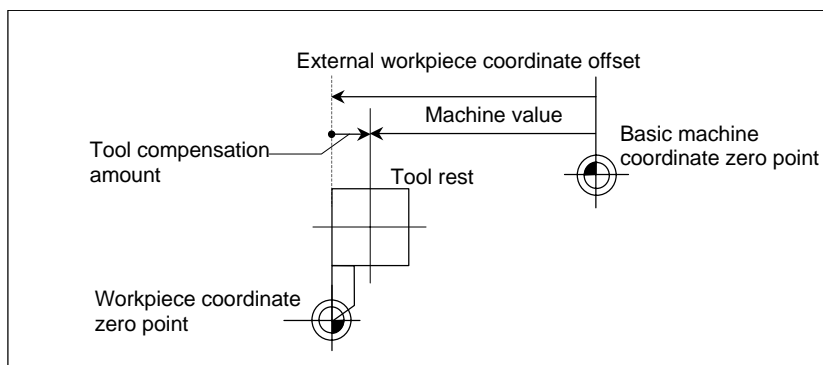 External workpiece coordinate offset
Machine value
Basic machine
coordinate zero point
Tool compensation
amount
Tool rest
Workpiece coordinate
zero point